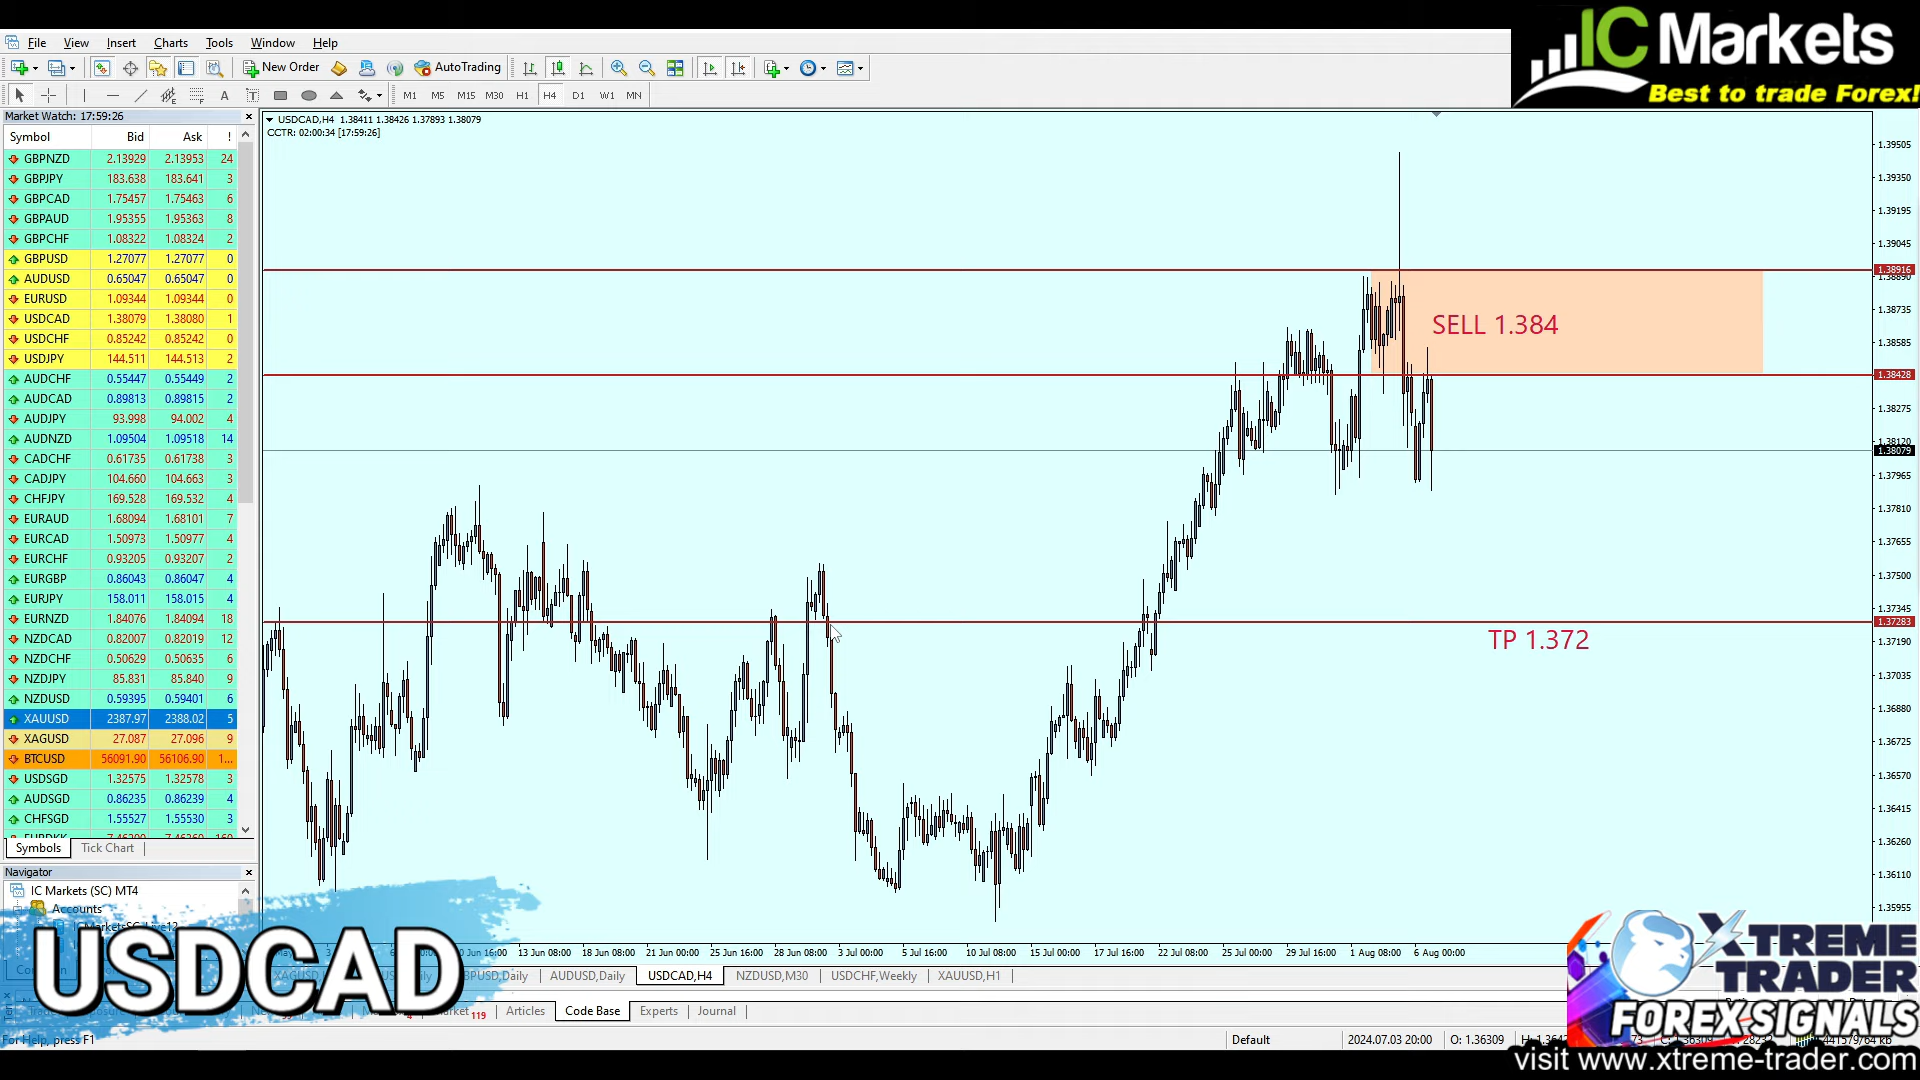 IC Markets
Best to trade Forex!
File View Insert Charts Tools Window Help
New Order AutoTrading
A T M1 M5 M15 M30 H1 H4 D1 W1 MN
Market Watch: 17:59:26
Symbol Bid Ask !
GBPNZD 2.13929 2.13953 24
GBPJPY 183.638 183.641 3
GBPCAD 1.75457 1.75463 6
GBPAUD 1.95355 1.95363 8
GBPCHF 1.08322 1.08324 2
GBPUSD 1.27077 1.27077 0
AUDUSD 0.65047 0.65047 0
EURUSD 1.09344 1.09344 0
USDCAD 1.38079 1.38080 1
USDCHF 0.85242 0.85242 0
USDJPY 144.511 144.513 2
AUDCHF 0.55447 0.55449 2
AUDCAD 0.89813 0.89815 2
AUDJPY 93.998 94.002 4
AUDNZD 1.09504 1.09518 14
CADCHF 0.61735 0.61738 3
CADJPY 104.660 104.663 3
CHFJPY 169.528 169.532 4
EURAUD 1.68094 1.68101 7
EURCAD 1.50973 1.50977 4
EURCHF 0.93205 0.93207 2
EURGBP 0.86043 0.86047 4
EURJPY 158.011 158.015 4
EURNZD 1.84076 1.84094 18
NZDCAD 0.82007 0.82019 12
NZDCHF 0.50629 0.50635 6
NZDJPY 85.831 85.840 9
NZDUSD 0.59395 0.59401 6
XAUUSD 2387.97 2388.02 5
XAGUSD 27.087 27.096 9
BTCUSD 56091.90 56106.90 1...
USDSGD 1.32575 1.32578 3
AUDSGD 0.86235 0.86239 4
CHFSGD 1.55527 1.55530 3
Symbols Tick Chart
Navigator
IC Markets (SC) MT4
Accounts
USDCAD,H4 1.38411 1.38426 1.37893 1.38079
CCTR: 02:00:34 [17:59:26]
SELL 1.384
TP 1.372
1.39505
1.39350
1.39195
1.39045
1.38916
1.38890
1.38735
1.38585
1.38428
1.38275
1.38120
1.38079
1.37965
1.37810
1.37655
1.37500
1.37345
1.37283
1.37190
1.37035
1.36880
1.36725
1.36570
1.36415
1.36260
1.36110
1.35955
13 Jun 08:00 18 Jun 08:00 21 Jun 00:00 25 Jun 16:00 28 Jun 08:00 3 Jul 00:00 5 Jul 16:00 10 Jul 08:00 15 Jul 00:00 17 Jul 16:00 22 Jul 08:00 25 Jul 00:00 29 Jul 16:00 1 Aug 08:00 6 Aug 00:00
AUDUSD,Daily USDCAD,H4 NZDUSD,M30 USDCHF,Weekly XAUUSD,H1
119 Articles Code Base Experts Journal
For Help, press F1 Default 2024.07.03 20:00 O: 1.36309
USDCAD
XTREME
TRADER
FOREX SIGNALS
visit www.xtreme-trader.com